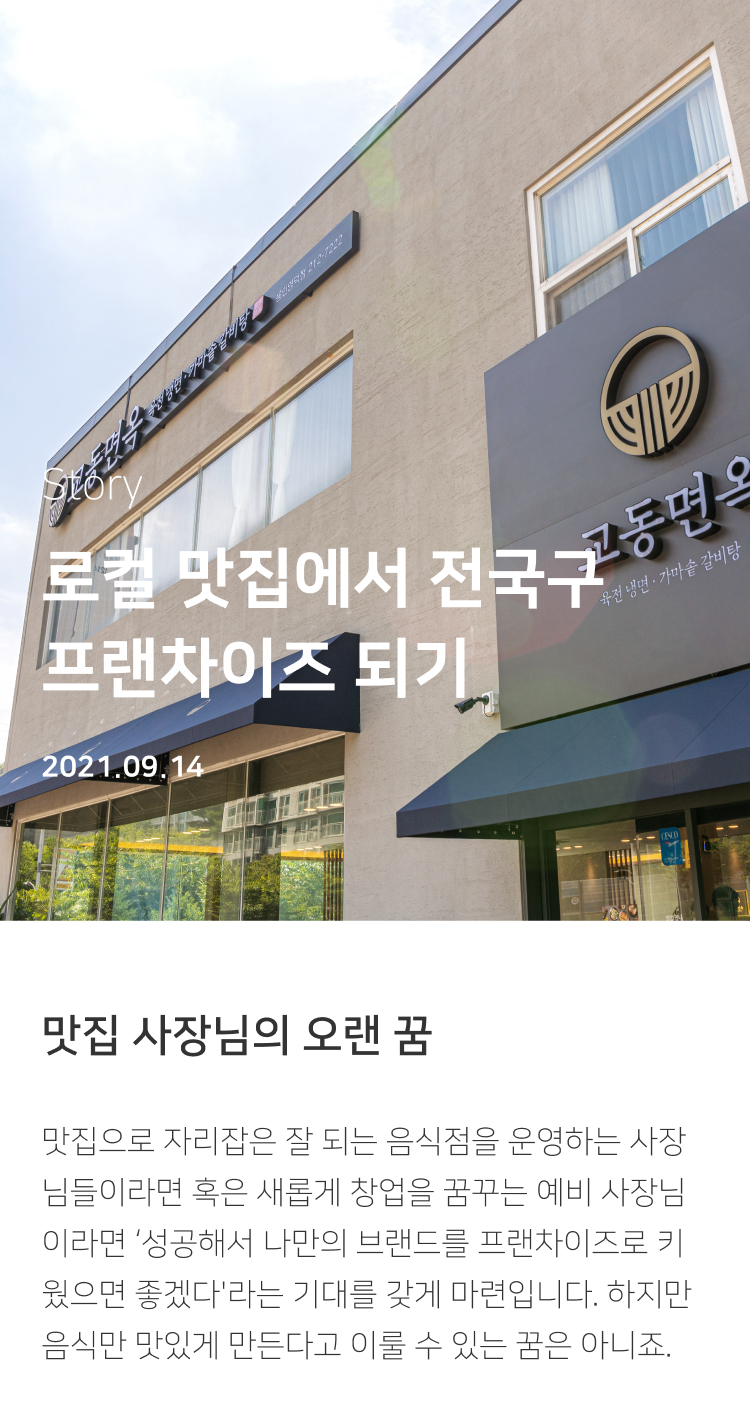 고동면옥 육전 냉면 · 가마솥 갈비탕 212-7222
고동면옥
육전 냉면 · 가마솥 갈비탕
Story
로컬 맛집에서 전국구
프랜차이즈 되기
2021.09.14
CESCO
맛집 사장님의 오랜 꿈
맛집으로 자리잡은 잘 되는 음식점을 운영하는 사장
님들이라면 혹은 새롭게 창업을 꿈꾸는 예비 사장님
이라면 ‘성공해서 나만의 브랜드를 프랜차이즈로 키
웠으면 좋겠다'라는 기대를 갖게 마련입니다. 하지만
음식만 맛있게 만든다고 이룰 수 있는 꿈은 아니죠.